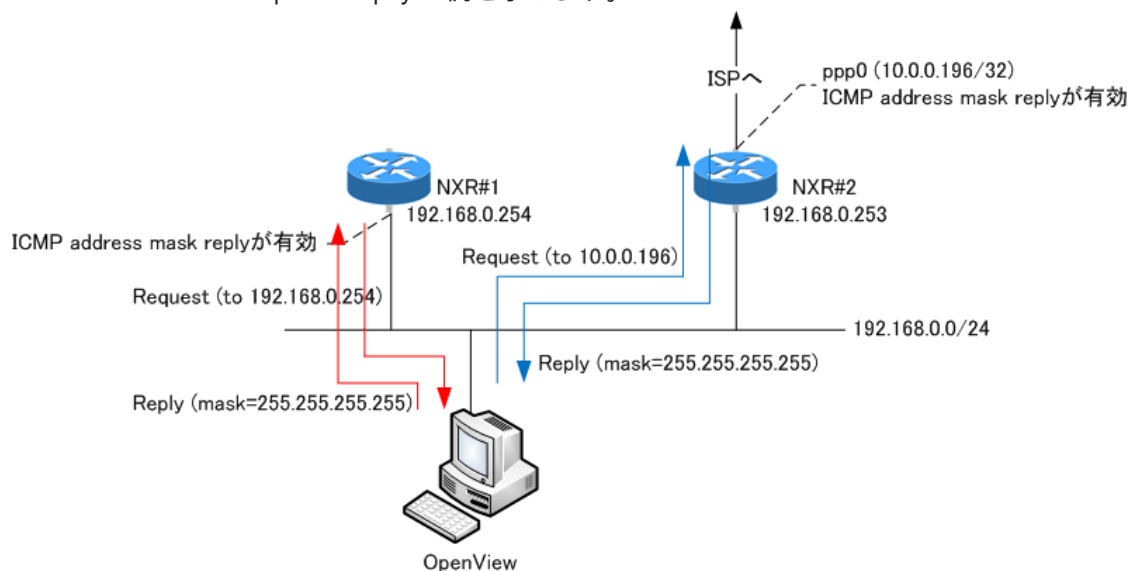 ISPへ
ppp0 (10.0.0.196/32)
ICMP address mask replyが有効
NXR#1
192.168.0.254
NXR#2
192.168.0.253
ICMP address mask replyが有効
Request (to 10.0.0.196)
Request (to 192.168.0.254)
192.168.0.0/24
Reply (mask=255.255.255.255)
Reply (mask=255.255.255.255)
OpenView